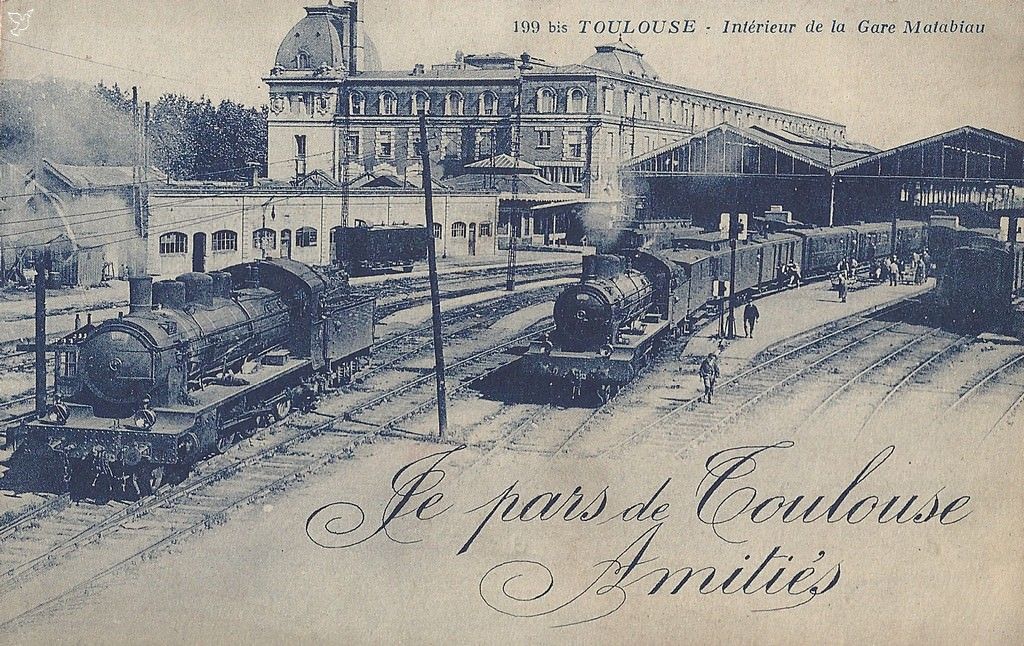 199 bis TOULOUSE - Intérieur de la Gare Matabiau
Je pars de Toulouse
Amitiés